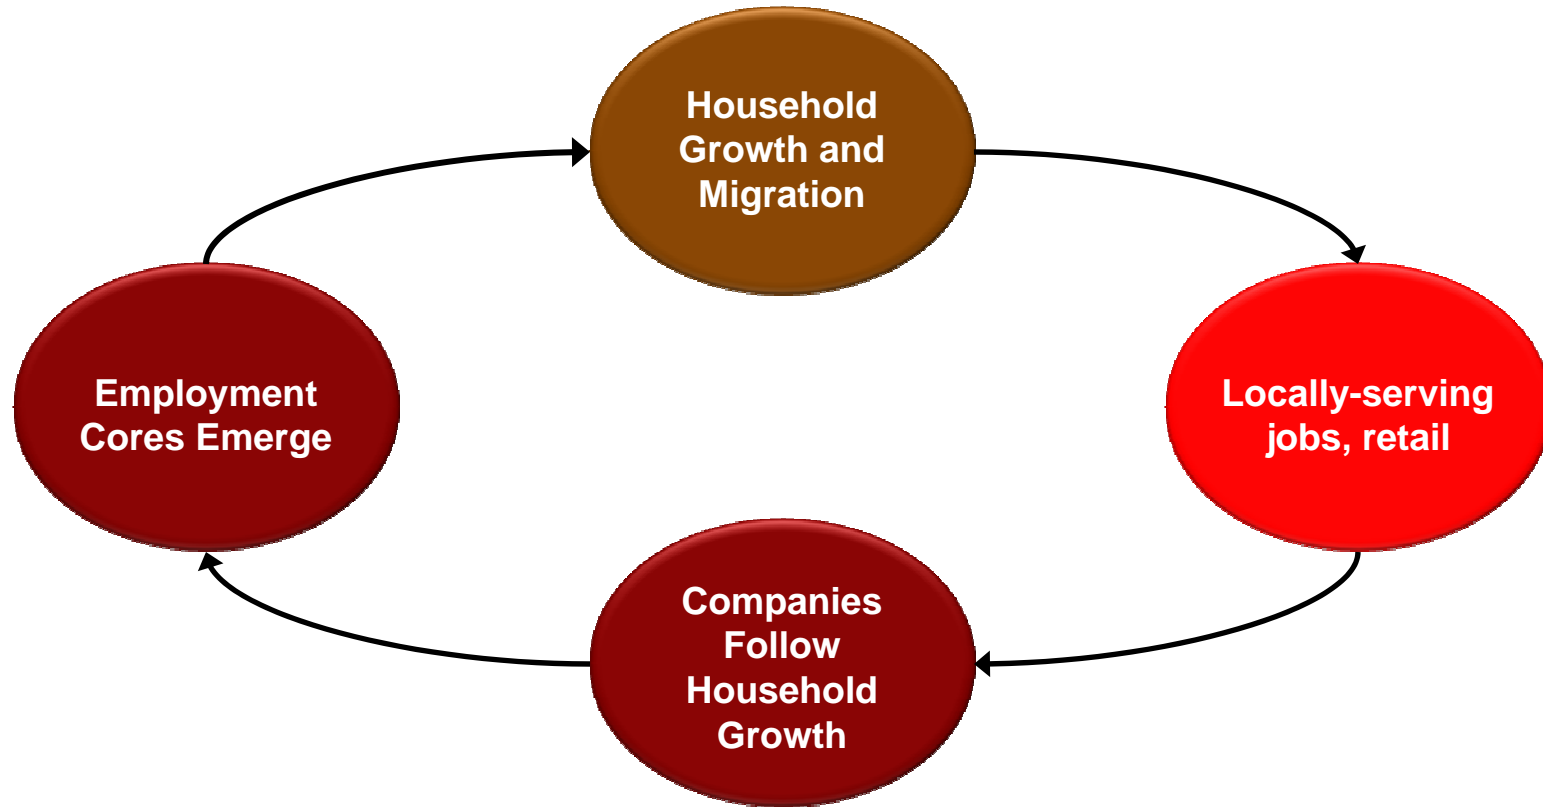 Household
Growth and
Migration
Employment
Cores Emerge
Locally-serving
jobs, retail
Companies
Follow
Household
Growth